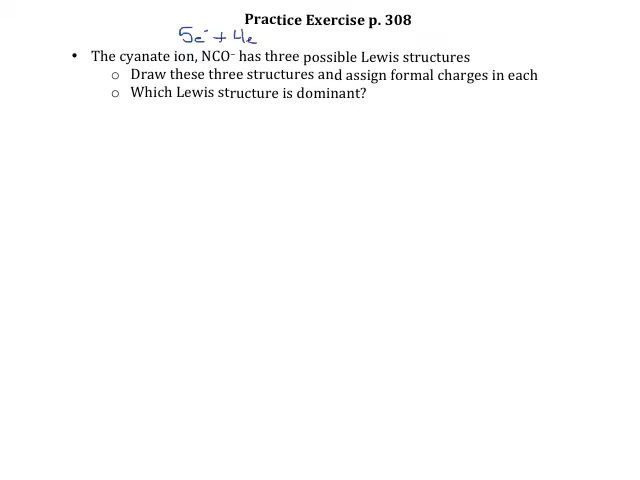 Practice Exercise p. 308
5e⁻ + 4e
• The cyanate ion, NCO⁻ has three possible Lewis structures
o Draw these three structures and assign formal charges in each
o Which Lewis structure is dominant?